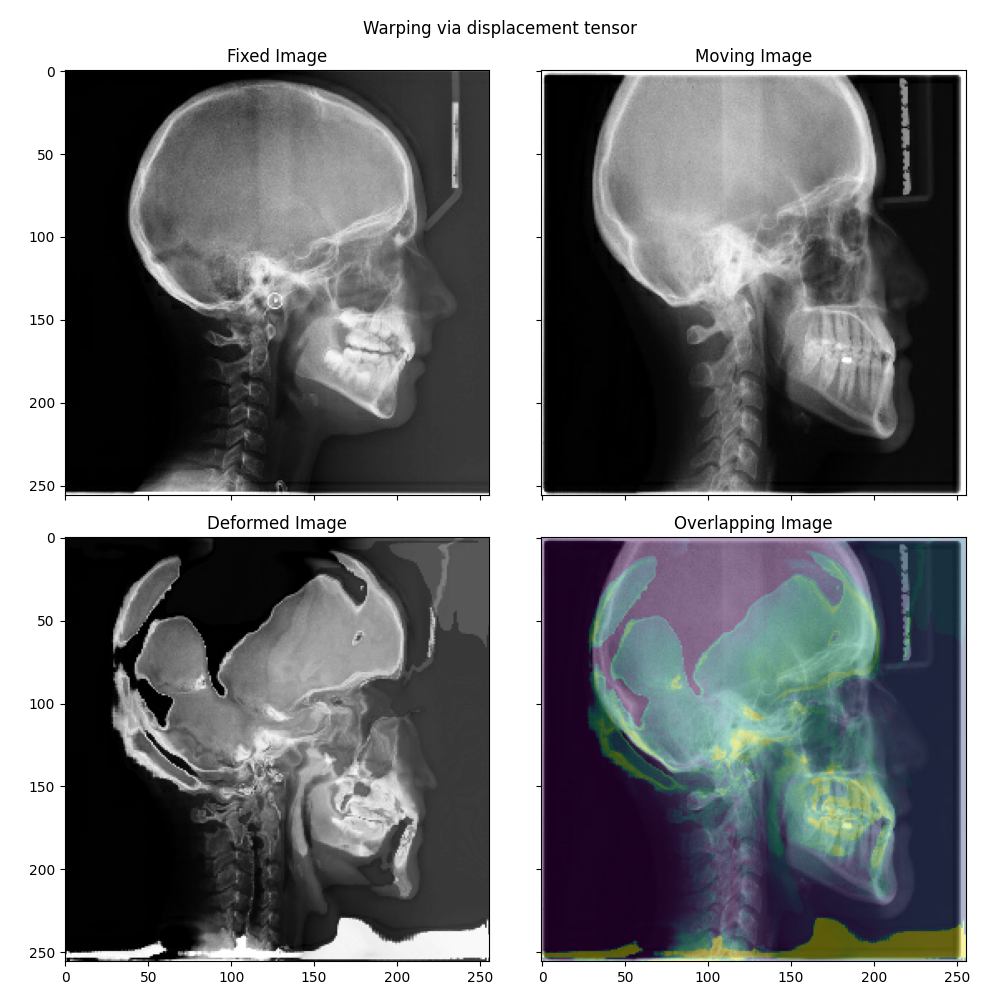 Warping via displacement tensor
Fixed Image
Moving Image
0
50
100
150
200
250
Deformed Image
Overlapping Image
0
50
100
150
200
250
0 50 100 150 200 250
0 50 100 150 200 250